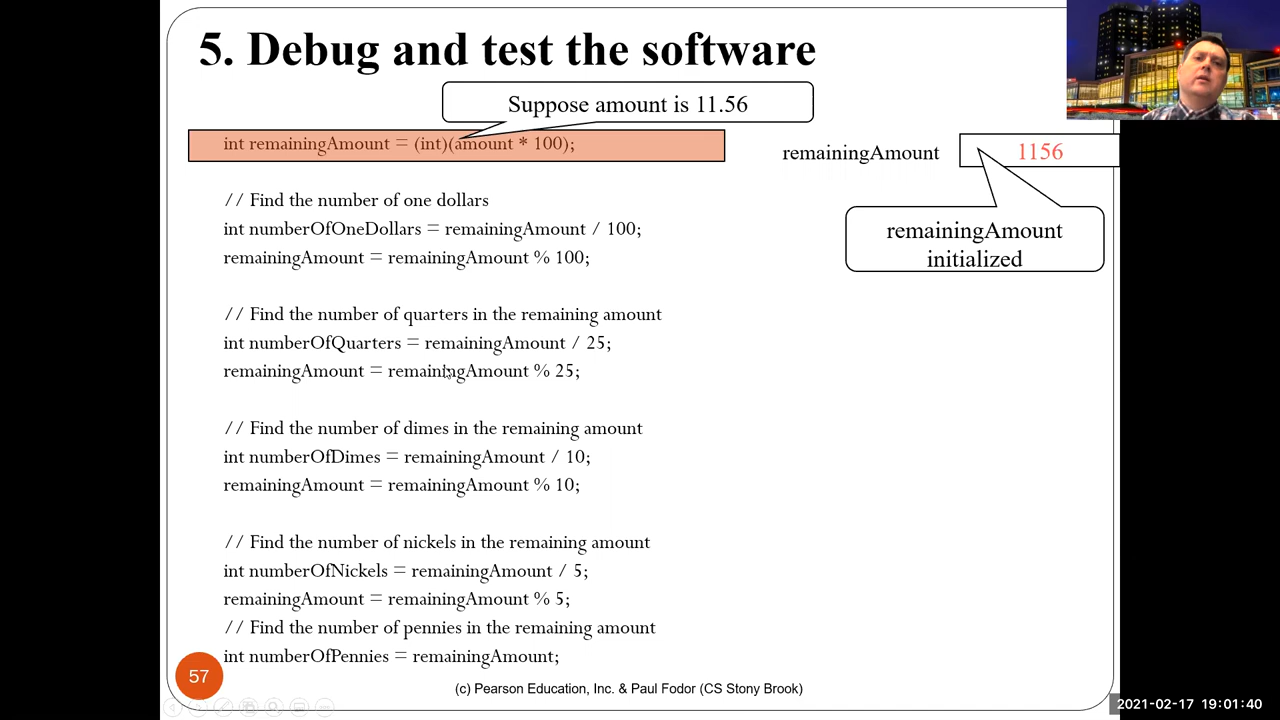 5. Debug and test the software
Suppose amount is 11.56
int remainingAmount = (int)(amount * 100);
remainingAmount
1156
remainingAmount
initialized
// Find the number of one dollars
int numberOfOneDollars = remainingAmount / 100;
remainingAmount = remainingAmount % 100;
// Find the number of quarters in the remaining amount
int numberOfQuarters = remainingAmount / 25;
remainingAmount = remainingAmount % 25;
// Find the number of dimes in the remaining amount
int numberOfDimes = remainingAmount / 10;
remainingAmount = remainingAmount % 10;
// Find the number of nickels in the remaining amount
int numberOfNickels = remainingAmount / 5;
remainingAmount = remainingAmount % 5;
// Find the number of pennies in the remaining amount
int numberOfPennies = remainingAmount;
57
(c) Pearson Education, Inc. & Paul Fodor (CS Stony Brook)
2021-02-17 19:01:40